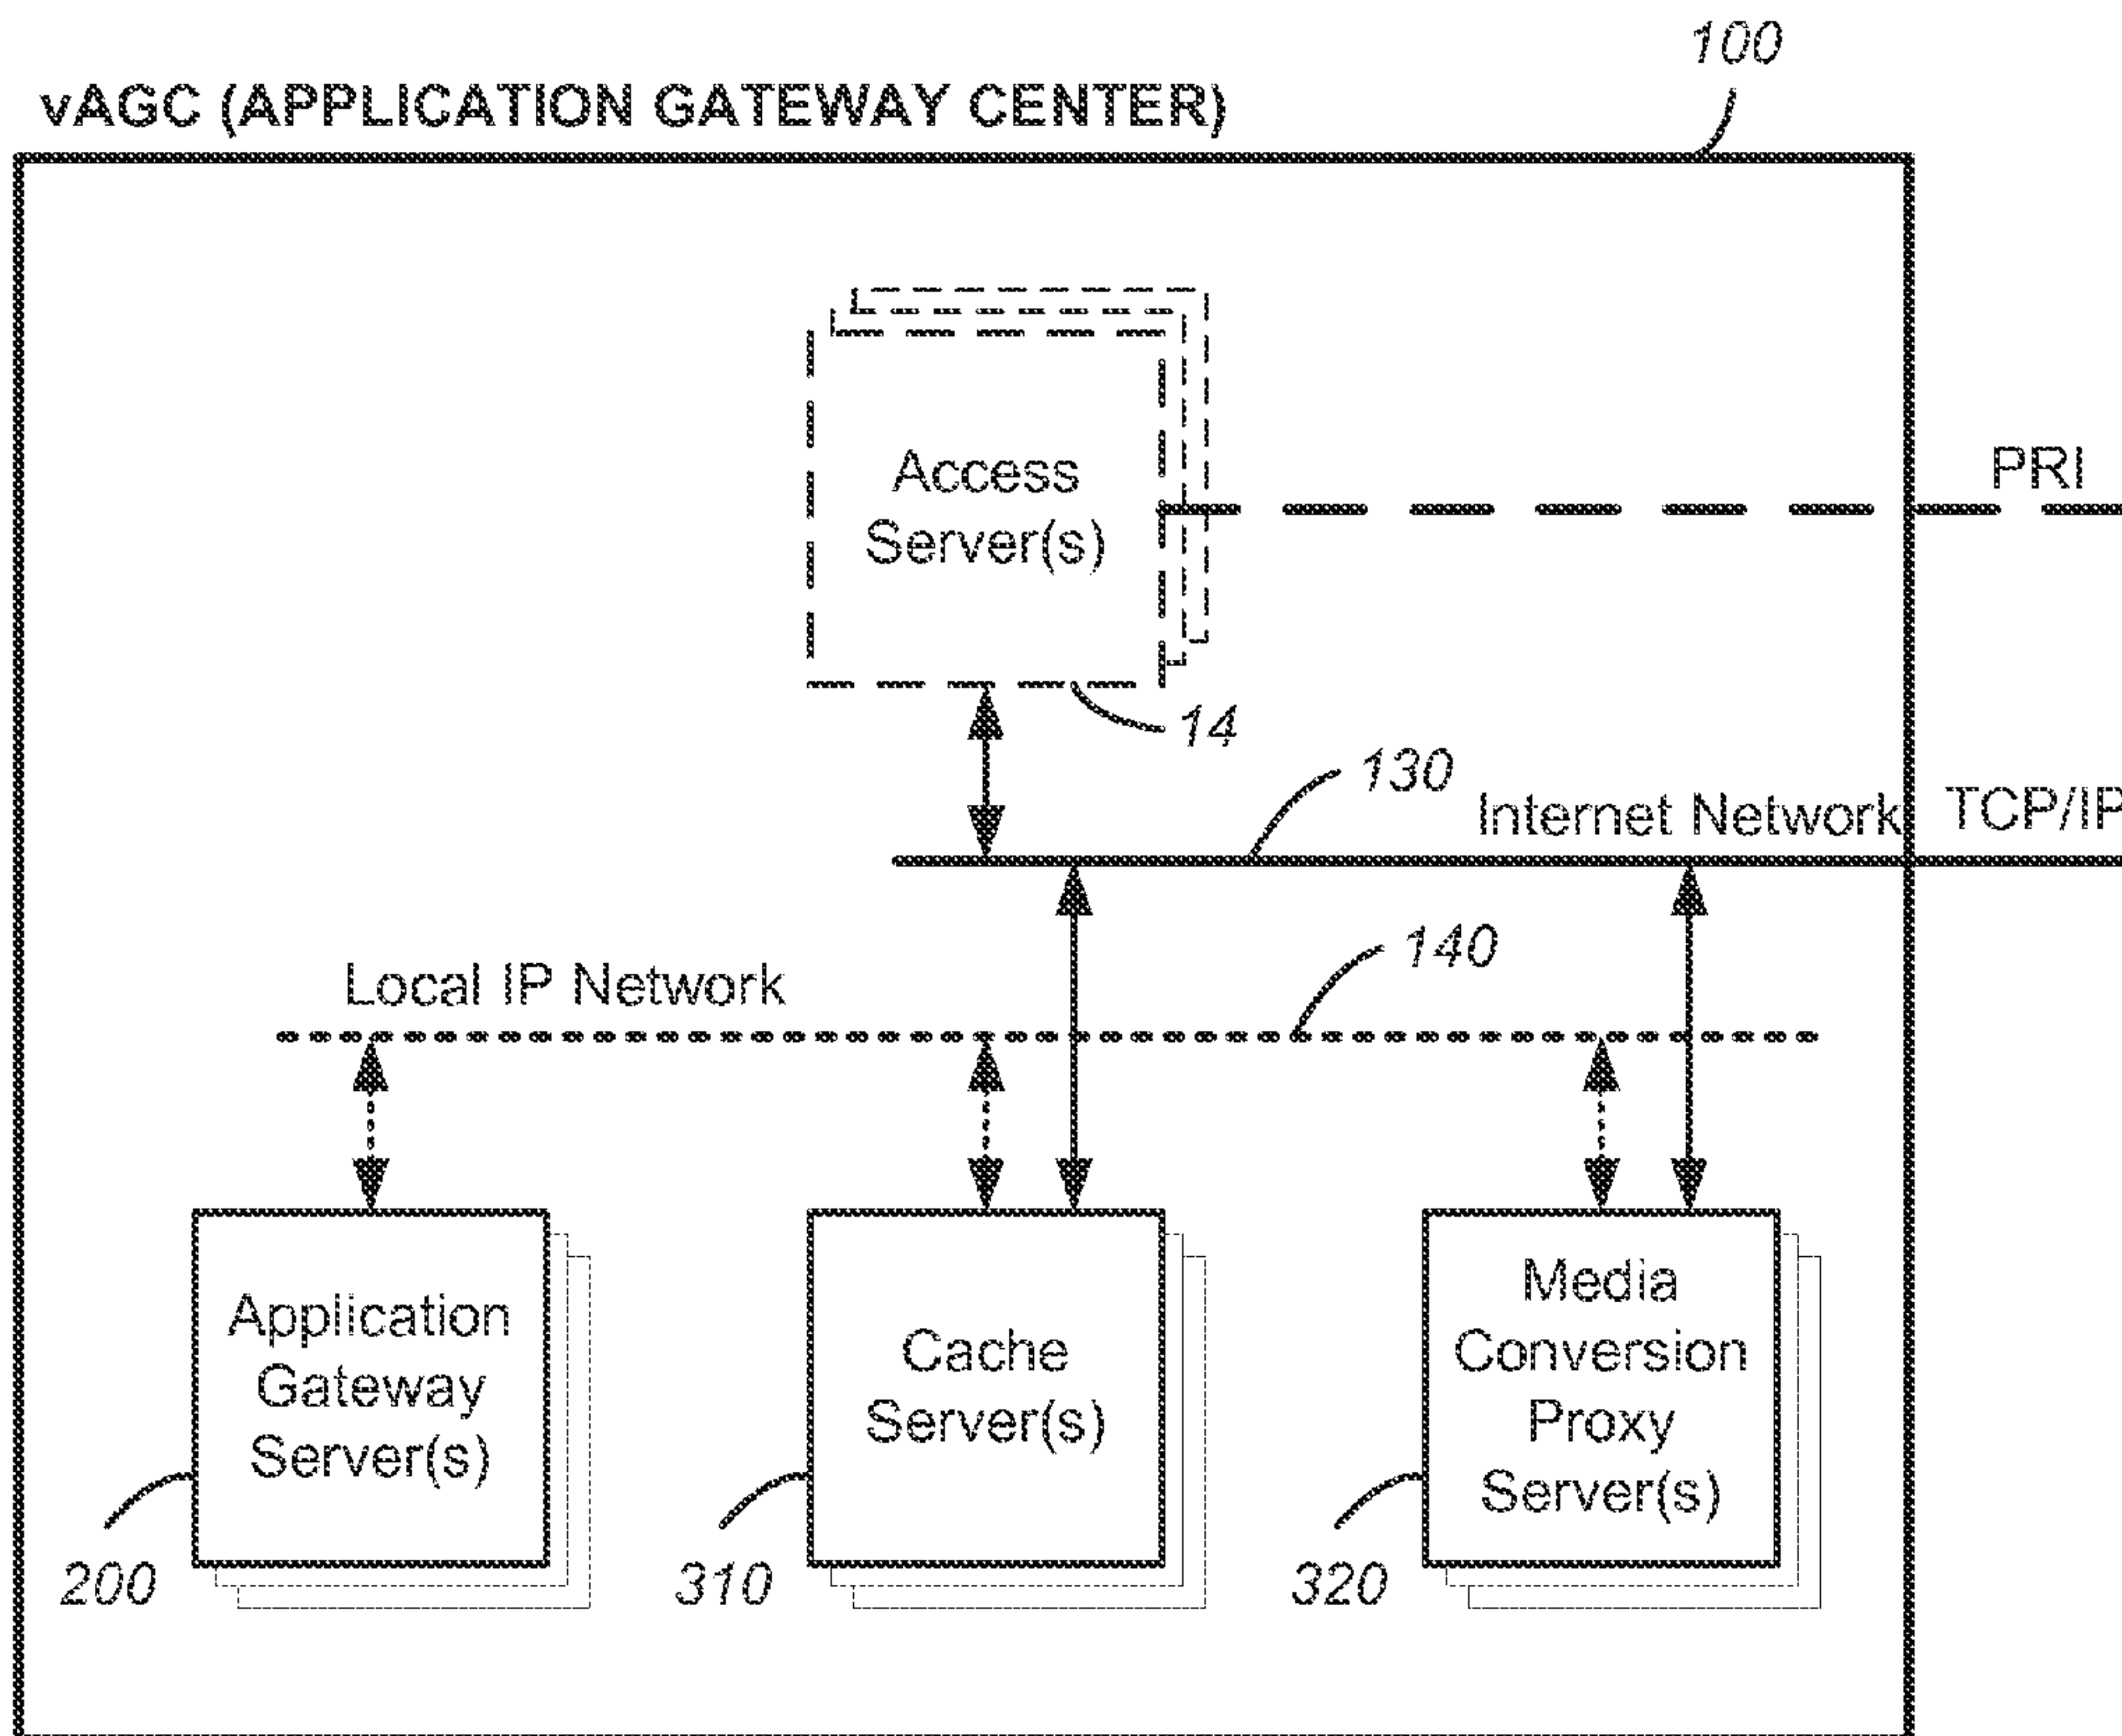 100
vAGC (APPLICATION GATEWAY CENTER)
Access
Server(s)
PRI
14
130
Internet Network
TCP/IP
140
Local IP Network
Application
Gateway
Server(s)
Cache
Server(s)
Media
Conversion
Proxy
Server(s)
200
310
320